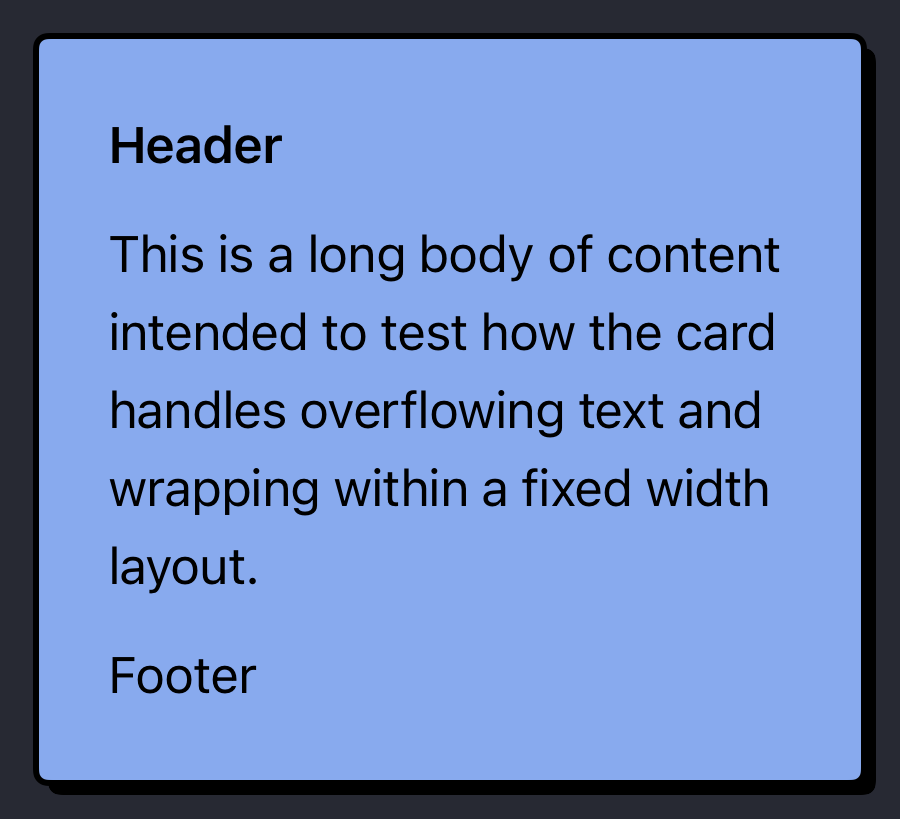 Header
This is a long body of content
intended to test how the card
handles overflowing text and
wrapping within a fixed width
layout.
Footer